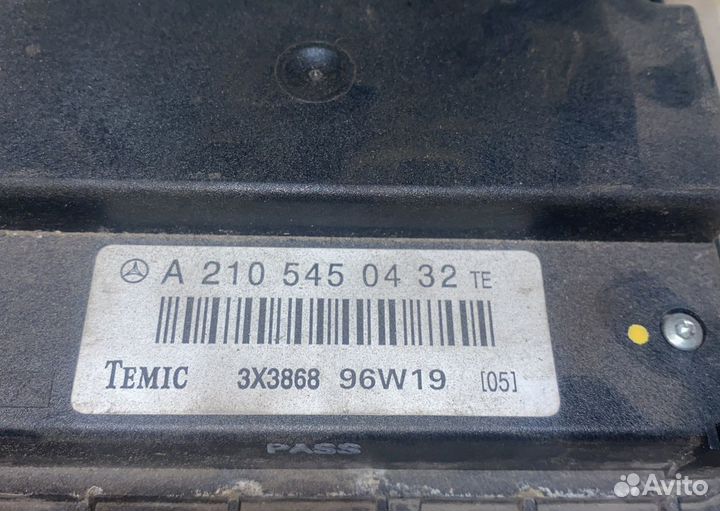 A 210 545 04 32 TE
TEMIC 3X3868 96W19 [05]
PASS
Avito